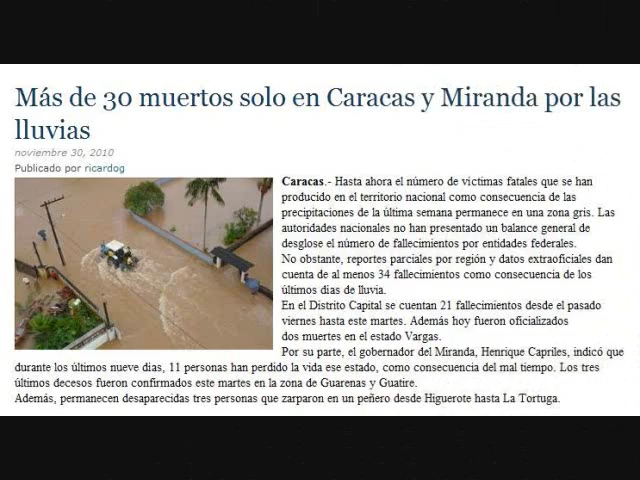 Más de 30 muertos solo en Caracas y Miranda por las
lluvias
noviembre 30, 2010
Publicado por ricardog
Caracas.- Hasta ahora el número de víctimas fatales que se han
producido en el territorio nacional como consecuencia de las
precipitaciones de la última semana permanece en una zona gris. Las
autoridades nacionales no han presentado un balance general de
desglose el número de fallecimientos por entidades federales.
No obstante, reportes parciales por región y datos extraoficiales dan
cuenta de al menos 34 fallecimientos como consecuencia de los
últimos días de lluvia.
En el Distrito Capital se cuentan 21 fallecimientos desde el pasado
viernes hasta este martes. Además hoy fueron oficializados
dos muertes en el estado Vargas.
Por su parte, el gobernador del Miranda, Henrique Capriles, indicó que
durante los últimos nueve días, 11 personas han perdido la vida ese estado, como consecuencia del mal tiempo. Los tres
últimos decesos fueron confirmados este martes en la zona de Guarenas y Guatire.
Además, permanecen desaparecidas tres personas que zarparon en un peñero desde Higuerote hasta La Tortuga.